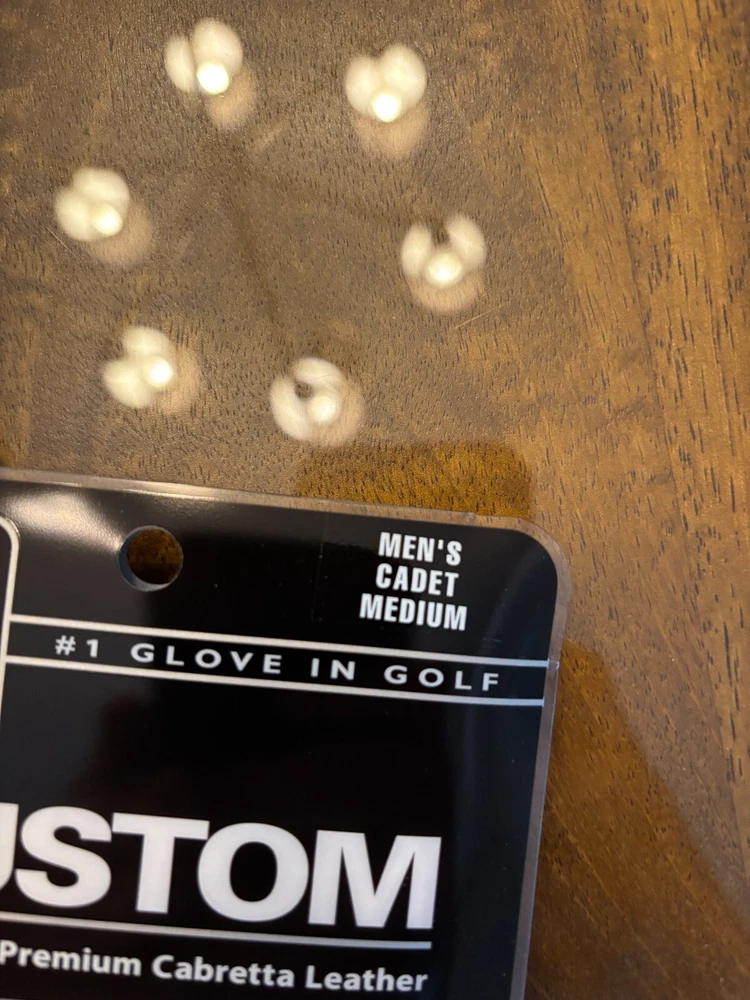 MEN'S
CADET
MEDIUM
#1 GLOVE IN GOLF
USTOM
Premium Cabretta Leather